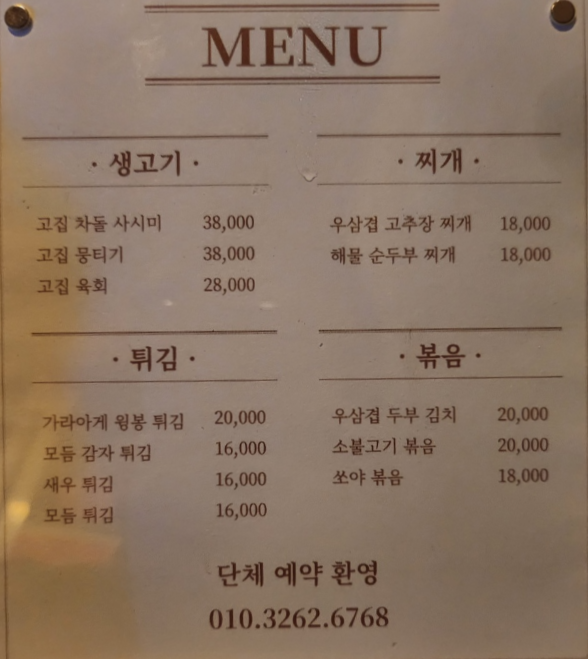 MENU
· 생고기 ·
고집 차돌 사시미 38,000
고집 뭉티기 38,000
고집 육회 28,000
· 찌개 ·
우삼겹 고추장 찌개 18,000
해물 순두부 찌개 18,000
· 튀김 ·
가라아게 윙봉 튀김 20,000
모듬 감자 튀김 16,000
새우 튀김 16,000
모듬 튀김 16,000
· 볶음 ·
우삼겹 두부 김치 20,000
소불고기 볶음 20,000
쏘야 볶음 18,000
단체 예약 환영
010.3262.6768